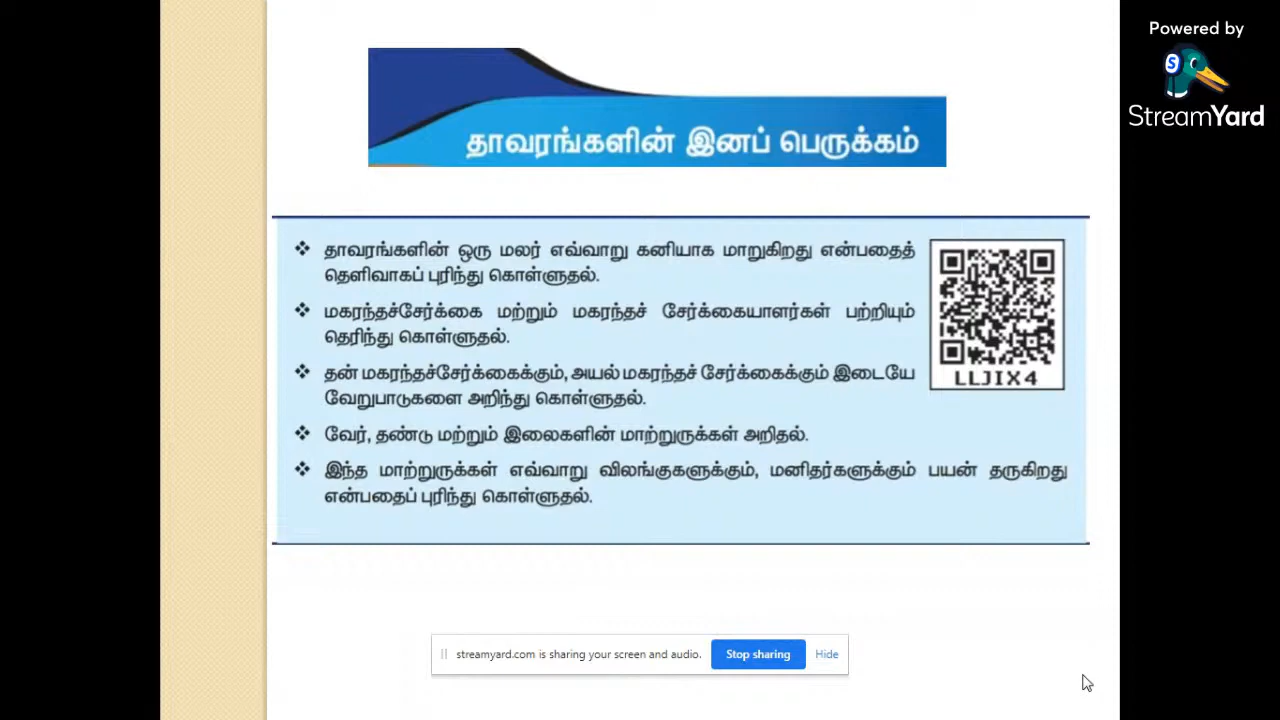 Powered by
StreamYard
தாவரங்களின் இனப் பெருக்கம்
❖ தாவரங்களின் ஒரு மலர் எவ்வாறு கனியாக மாறுகிறது என்பதைத்
தெளிவாகப் புரிந்து கொள்ளுதல்.
❖ மகரந்தச்சேர்க்கை மற்றும் மகரந்தச் சேர்க்கையாளர்கள் பற்றியும்
தெரிந்து கொள்ளுதல்.
❖ தன் மகரந்தச்சேர்க்கைக்கும், அயல் மகரந்தச் சேர்க்கைக்கும் இடையே
வேறுபாடுகளை அறிந்து கொள்ளுதல்.
❖ வேர், தண்டு மற்றும் இலைகளின் மாற்றுருக்கள் அறிதல்.
❖ இந்த மாற்றுருக்கள் எவ்வாறு விலங்குகளுக்கும், மனிதர்களுக்கும் பயன் தருகிறது
என்பதைப் புரிந்து கொள்ளுதல்.
LLJIX4
streamyard.com is sharing your screen and audio. Stop sharing Hide